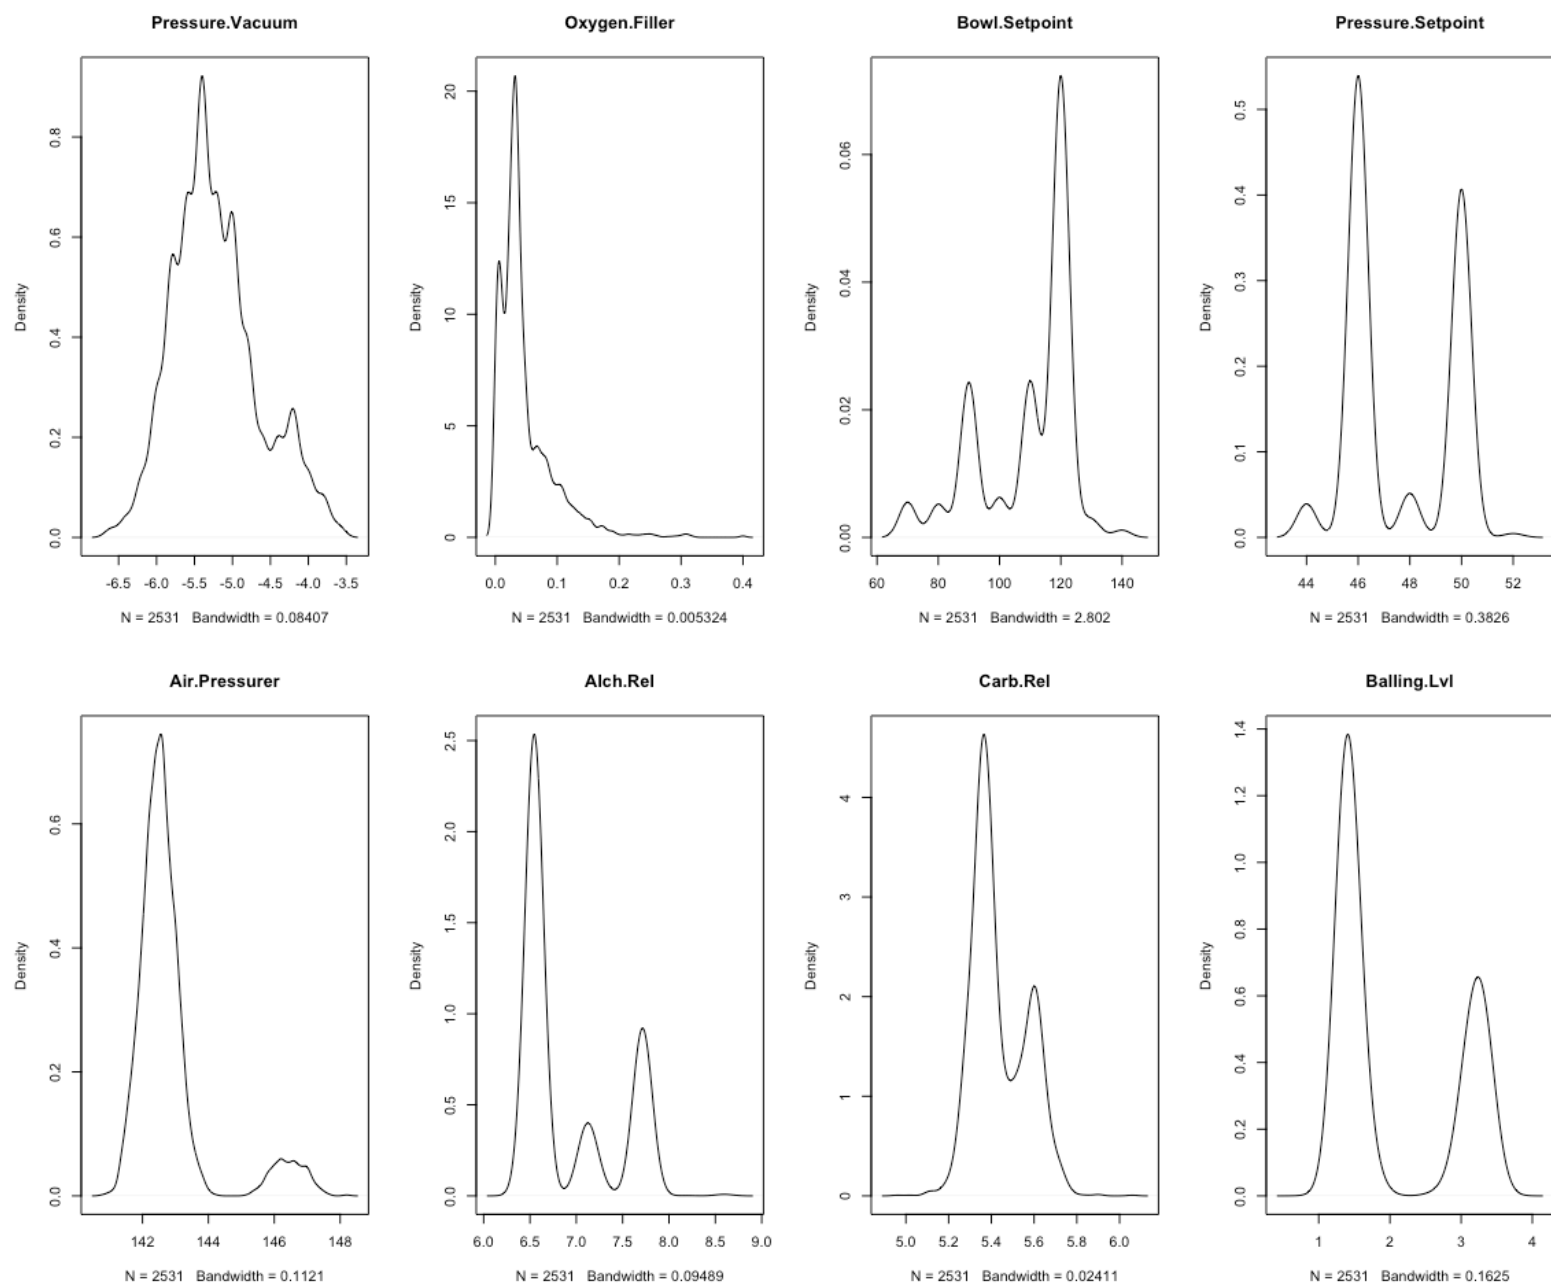 Pressure.Vacuum
Density
0.0 0.2 0.4 0.6 0.8
-6.5 -6.0 -5.5 -5.0 -4.5 -4.0 -3.5
N = 2531 Bandwidth = 0.08407
Oxygen.Filler
Density
0 5 10 15 20
0.0 0.1 0.2 0.3 0.4
N = 2531 Bandwidth = 0.005324
Bowl.Setpoint
Density
0.00 0.02 0.04 0.06
60 80 100 120 140
N = 2531 Bandwidth = 2.802
Pressure.Setpoint
Density
0.0 0.1 0.2 0.3 0.4 0.5
44 46 48 50 52
N = 2531 Bandwidth = 0.3826
Air.Pressurer
Density
0.0 0.2 0.4 0.6
142 144 146 148
N = 2531 Bandwidth = 0.1121
Alch.Rel
Density
0.0 0.5 1.0 1.5 2.0 2.5
6.0 6.5 7.0 7.5 8.0 8.5 9.0
N = 2531 Bandwidth = 0.09489
Carb.Rel
Density
0 1 2 3 4
5.0 5.2 5.4 5.6 5.8 6.0
N = 2531 Bandwidth = 0.02411
Balling.Lvl
Density
0.0 0.2 0.4 0.6 0.8 1.0 1.2 1.4
1 2 3 4
N = 2531 Bandwidth = 0.1625